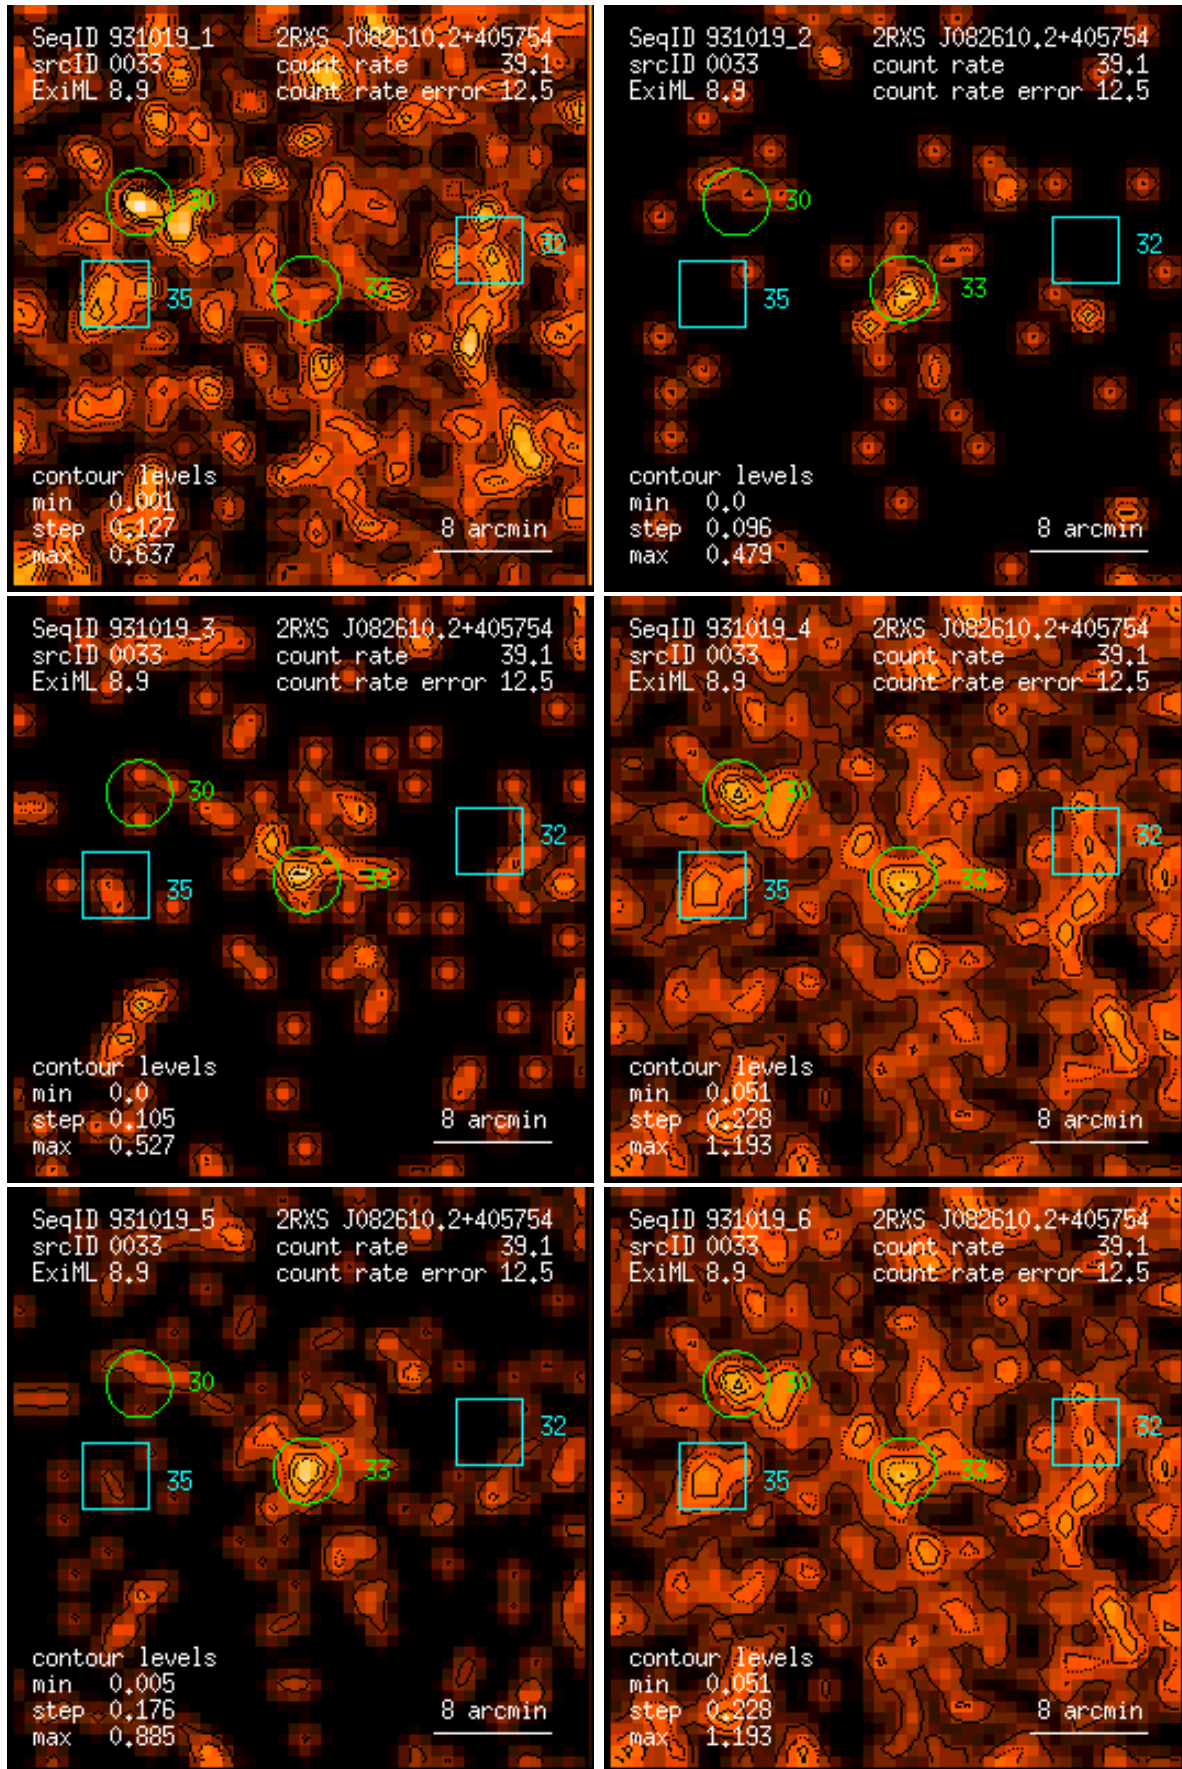 SeqID 931019_1 2RXS J082610.2+405754
srcID 0033 count rate 39.1
ExiML 8.9 count rate error 12.5
30
32
33
35
contour levels
min 0.001
step 0.127 8 arcmin
max 0.637
SeqID 931019_2 2RXS J082610.2+405754
srcID 0033 count rate 39.1
ExiML 8.9 count rate error 12.5
30
32
33
35
contour levels
min 0.0
step 0.096 8 arcmin
max 0.479
SeqID 931019_3 2RXS J082610.2+405754
srcID 0033 count rate 39.1
ExiML 8.9 count rate error 12.5
30
32
33
35
contour levels
min 0.0
step 0.105 8 arcmin
max 0.527
SeqID 931019_4 2RXS J082610.2+405754
srcID 0033 count rate 39.1
ExiML 8.9 count rate error 12.5
30
32
33
35
contour levels
min 0.051
step 0.228 8 arcmin
max 1.193
SeqID 931019_5 2RXS J082610.2+405754
srcID 0033 count rate 39.1
ExiML 8.9 count rate error 12.5
30
32
33
35
contour levels
min 0.005
step 0.176 8 arcmin
max 0.885
SeqID 931019_6 2RXS J082610.2+405754
srcID 0033 count rate 39.1
ExiML 8.9 count rate error 12.5
30
32
33
35
contour levels
min 0.051
step 0.228 8 arcmin
max 1.193